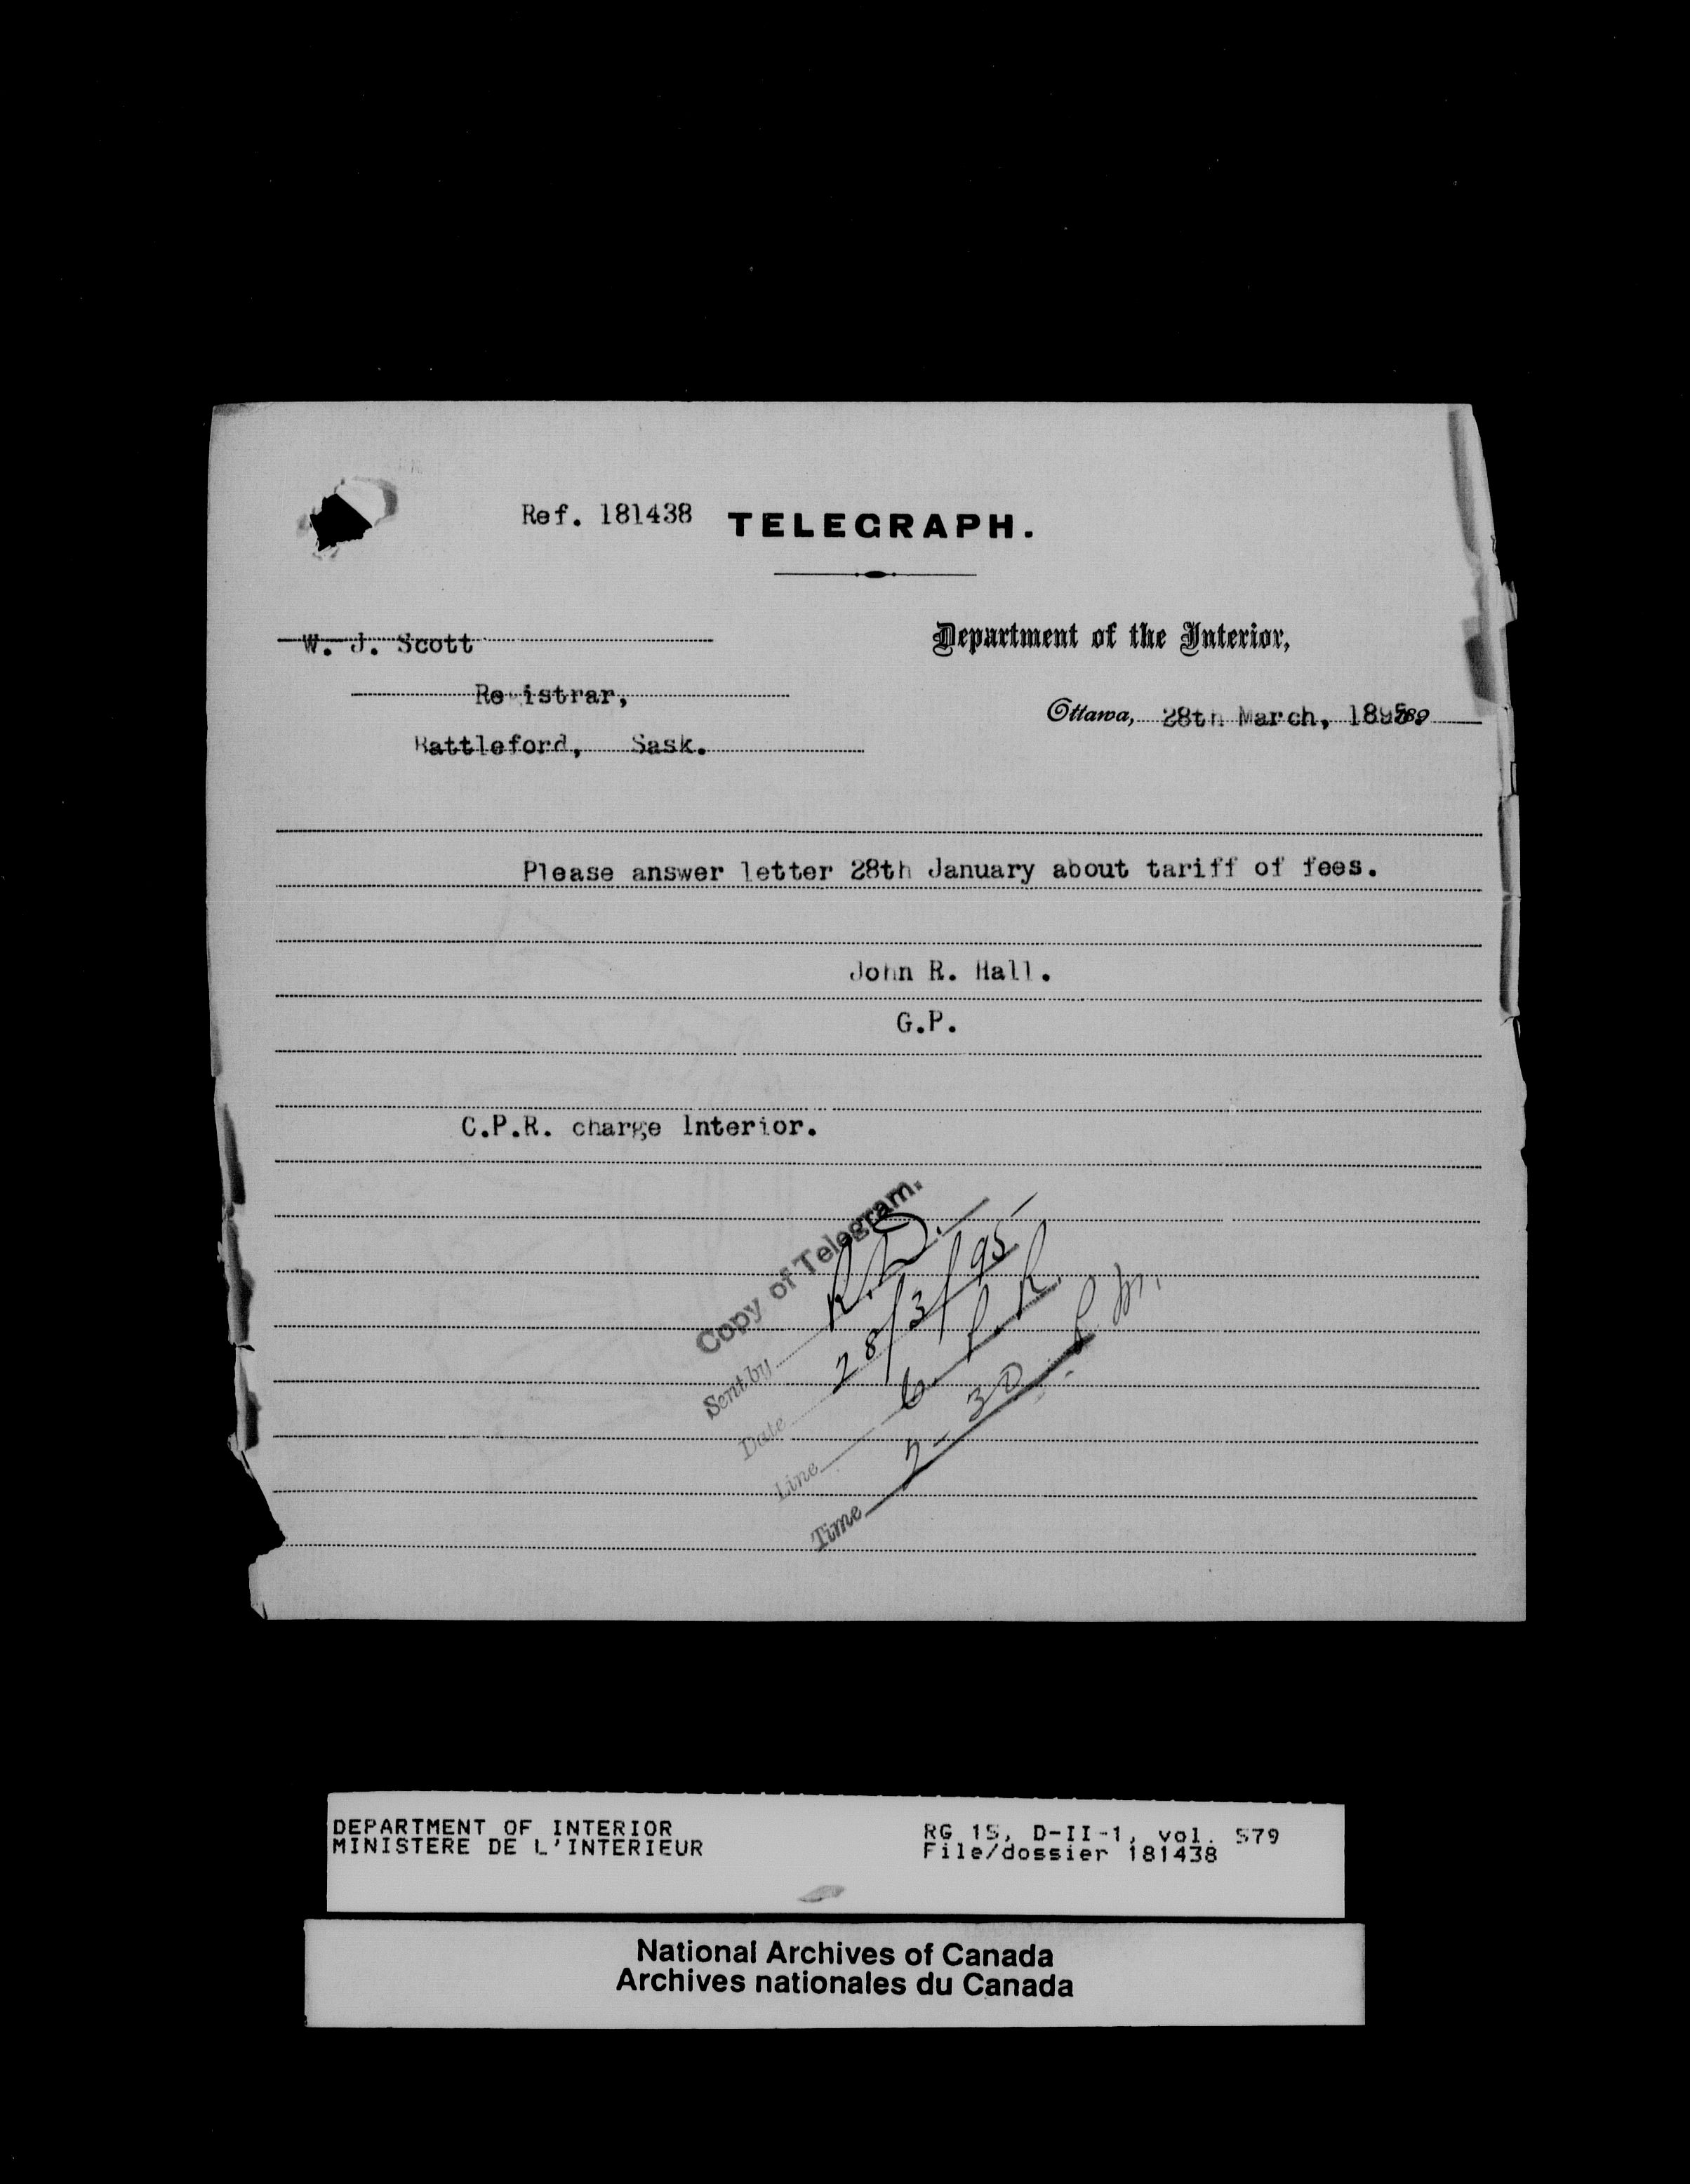 Ref. 181438 TELEGRAPH.
W. J. Scott
Registrar,
Battleford, Sask.
Department of the Interior,
Ottawa, 28th March, 1895. 189
Please answer letter 28th January about tariff of fees.
John R. Hall.
G.P.
C.P.R. charge Interior.
Copy of Telegram.
Sent by R.D.
Date 28/3/95
Line C.P.R.
Time 2-30 P.M.
DEPARTMENT OF INTERIOR
MINISTERE DE L'INTERIEUR
RG 15, D-II-1, vol. 579
File/dossier 181438
National Archives of Canada
Archives nationales du Canada